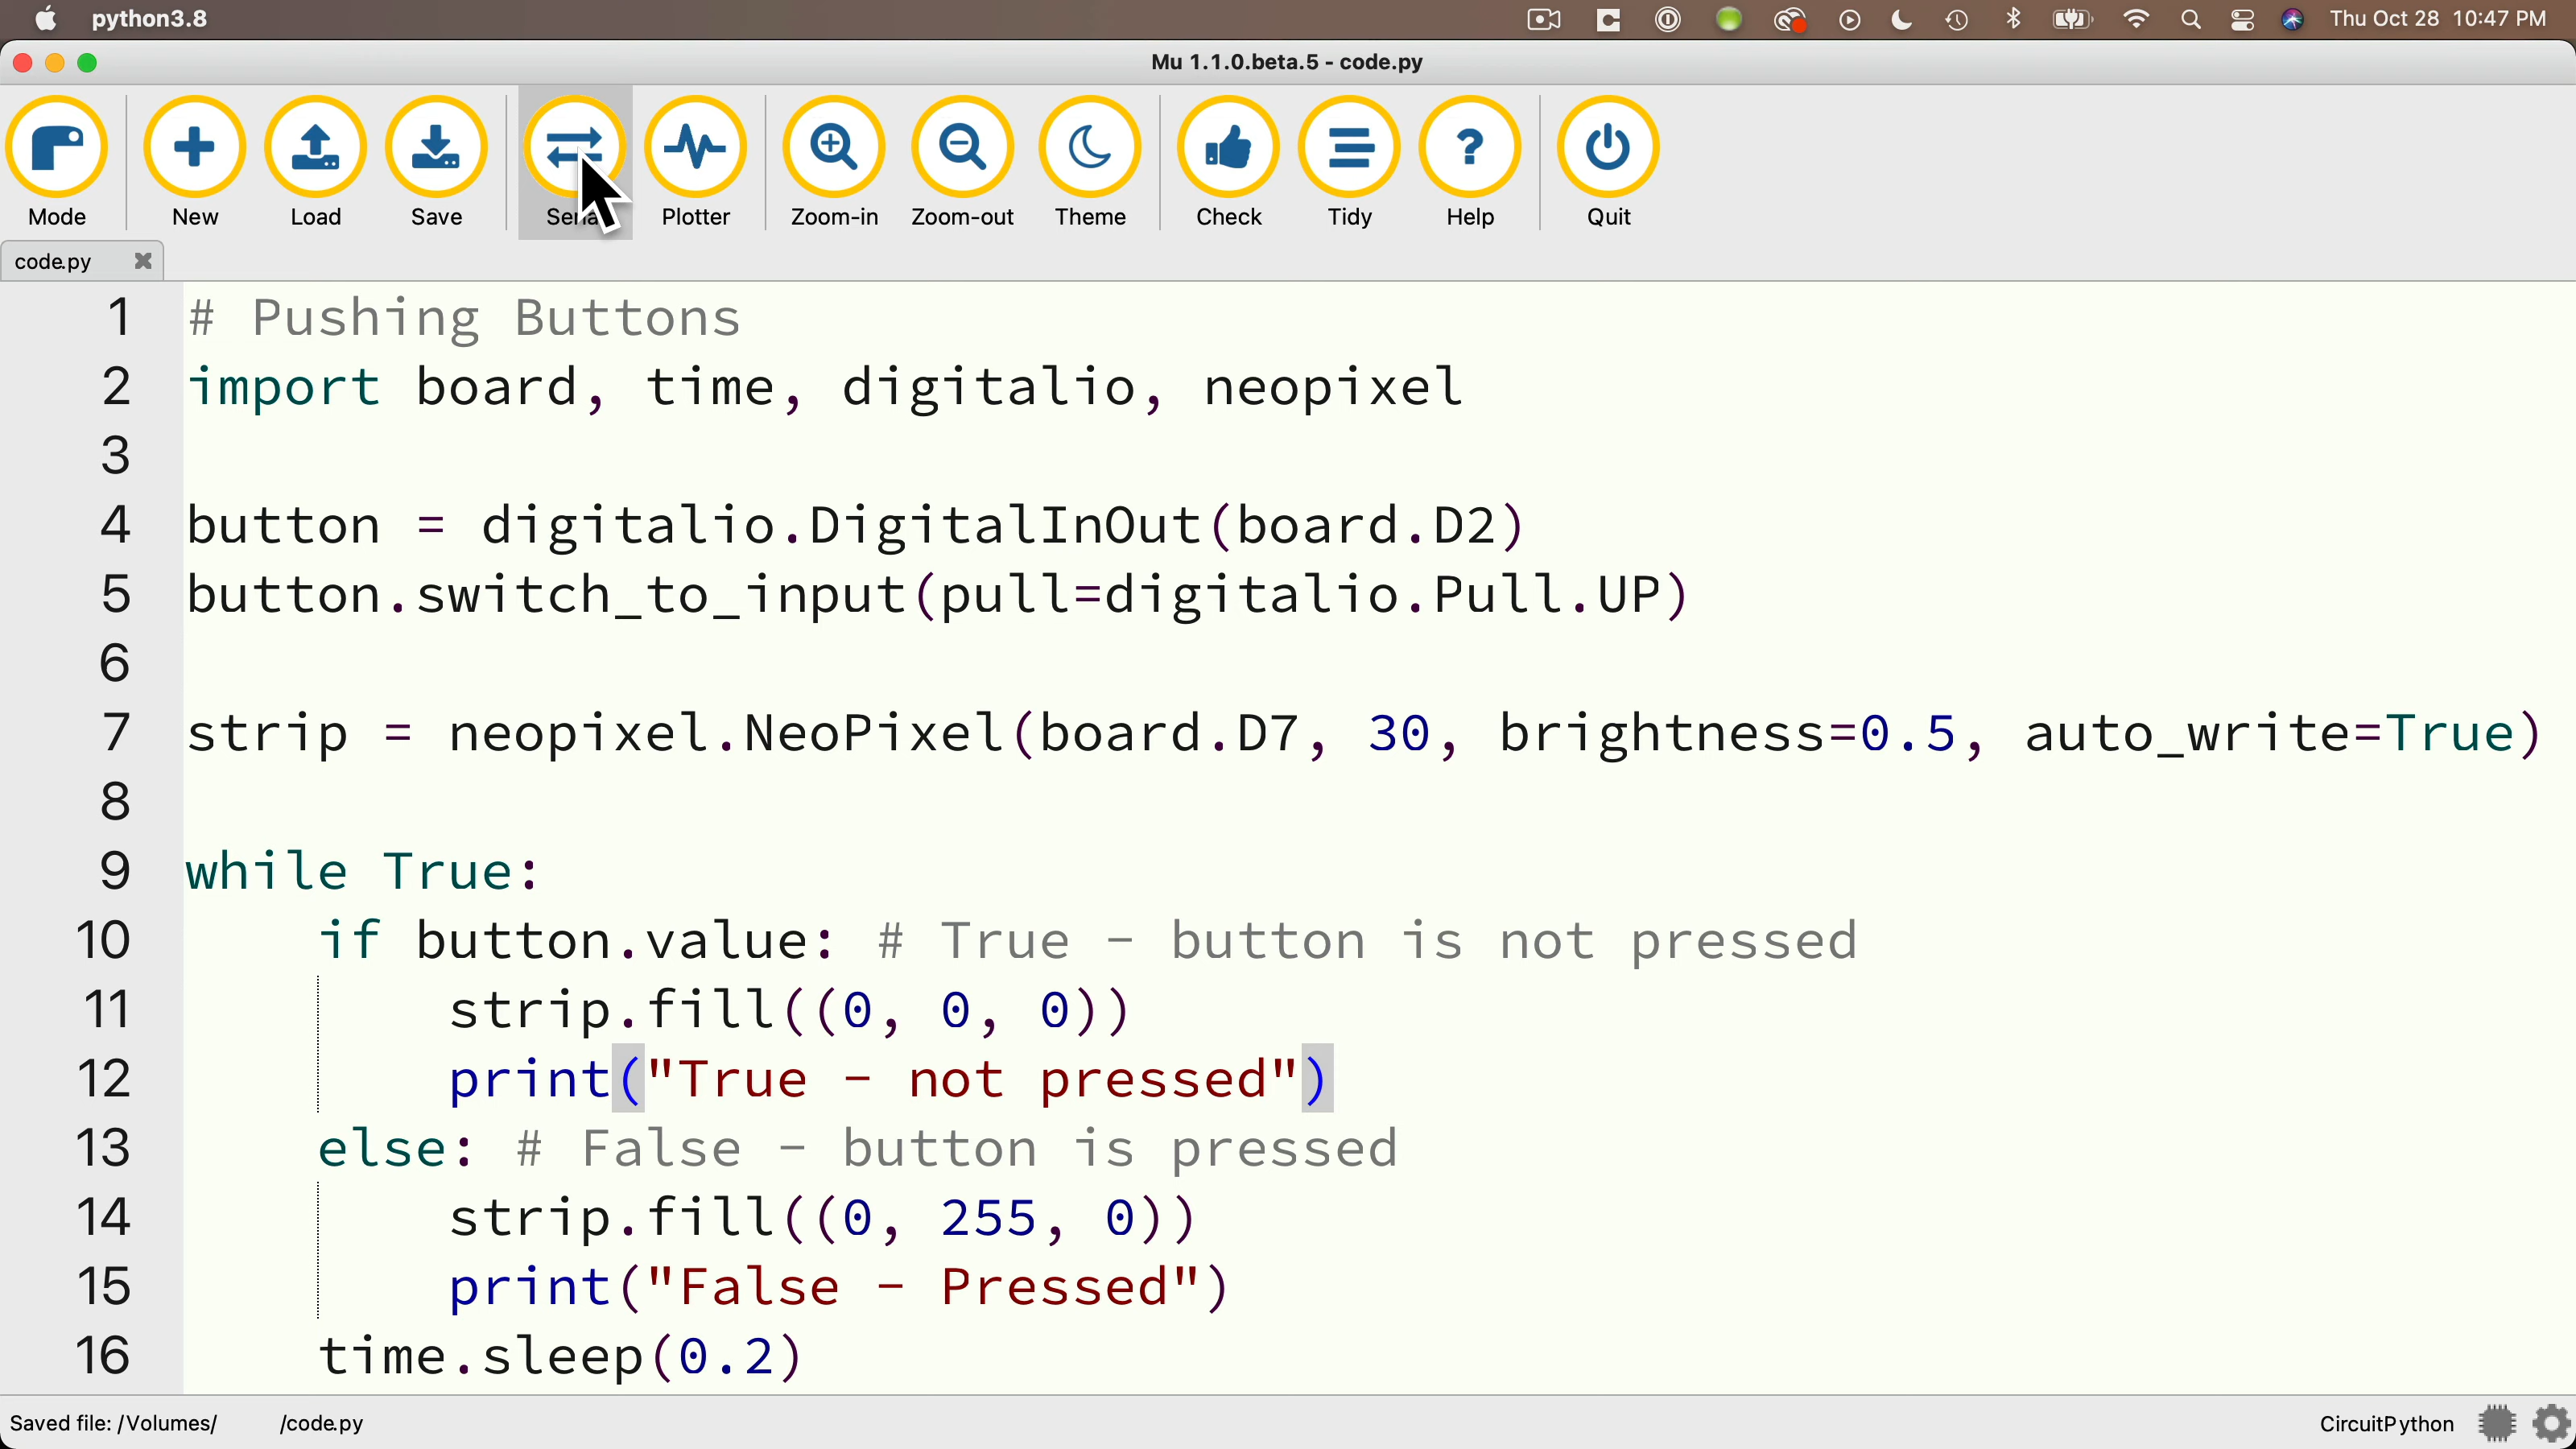 python3.8
Thu Oct 28 10:47 PM
Mu 1.1.0.beta.5 - code.py
Mode New Load Save Plotter Zoom-in Zoom-out Theme Check Tidy Help Quit
code.py
1 # Pushing Buttons
2 import board, time, digitalio, neopixel
3
4 button = digitalio.DigitalInOut(board.D2)
5 button.switch_to_input(pull=digitalio.Pull.UP)
6
7 strip = neopixel.NeoPixel(board.D7, 30, brightness=0.5, auto_write=True)
8
9 while True:
10 if button.value: # True - button is not pressed
11 strip.fill((0, 0, 0))
12 print("True - not pressed")
13 else: # False - button is pressed
14 strip.fill((0, 255, 0))
15 print("False - Pressed")
16 time.sleep(0.2)
Saved file: /Volumes/ /code.py
CircuitPython